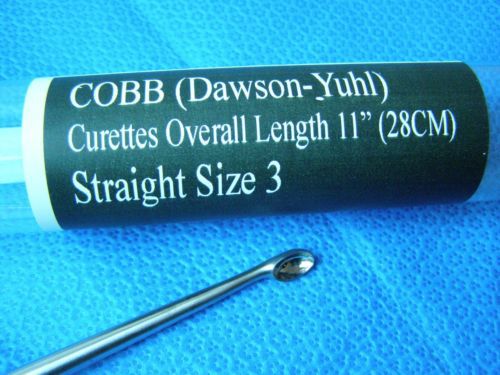 COBB (Dawson-Yuhl)
Curettes Overall Length 11” (28CM)
Straight Size 3